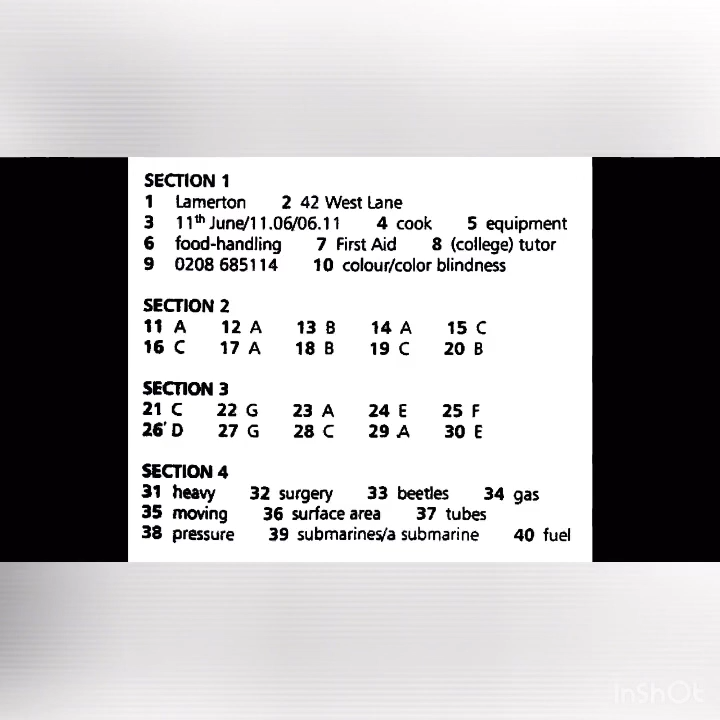 SECTION 1
1 Lamerton 2 42 West Lane
3 11th June/11.06/06.11 4 cook 5 equipment
6 food-handling 7 First Aid 8 (college) tutor
9 0208 685114 10 colour/color blindness
SECTION 2
11 A 12 A 13 B 14 A 15 C
16 C 17 A 18 B 19 C 20 B
SECTION 3
21 C 22 G 23 A 24 E 25 F
26' D 27 G 28 C 29 A 30 E
SECTION 4
31 heavy 32 surgery 33 beetles 34 gas
35 moving 36 surface area 37 tubes
38 pressure 39 submarines/a submarine 40 fuel
InShOt